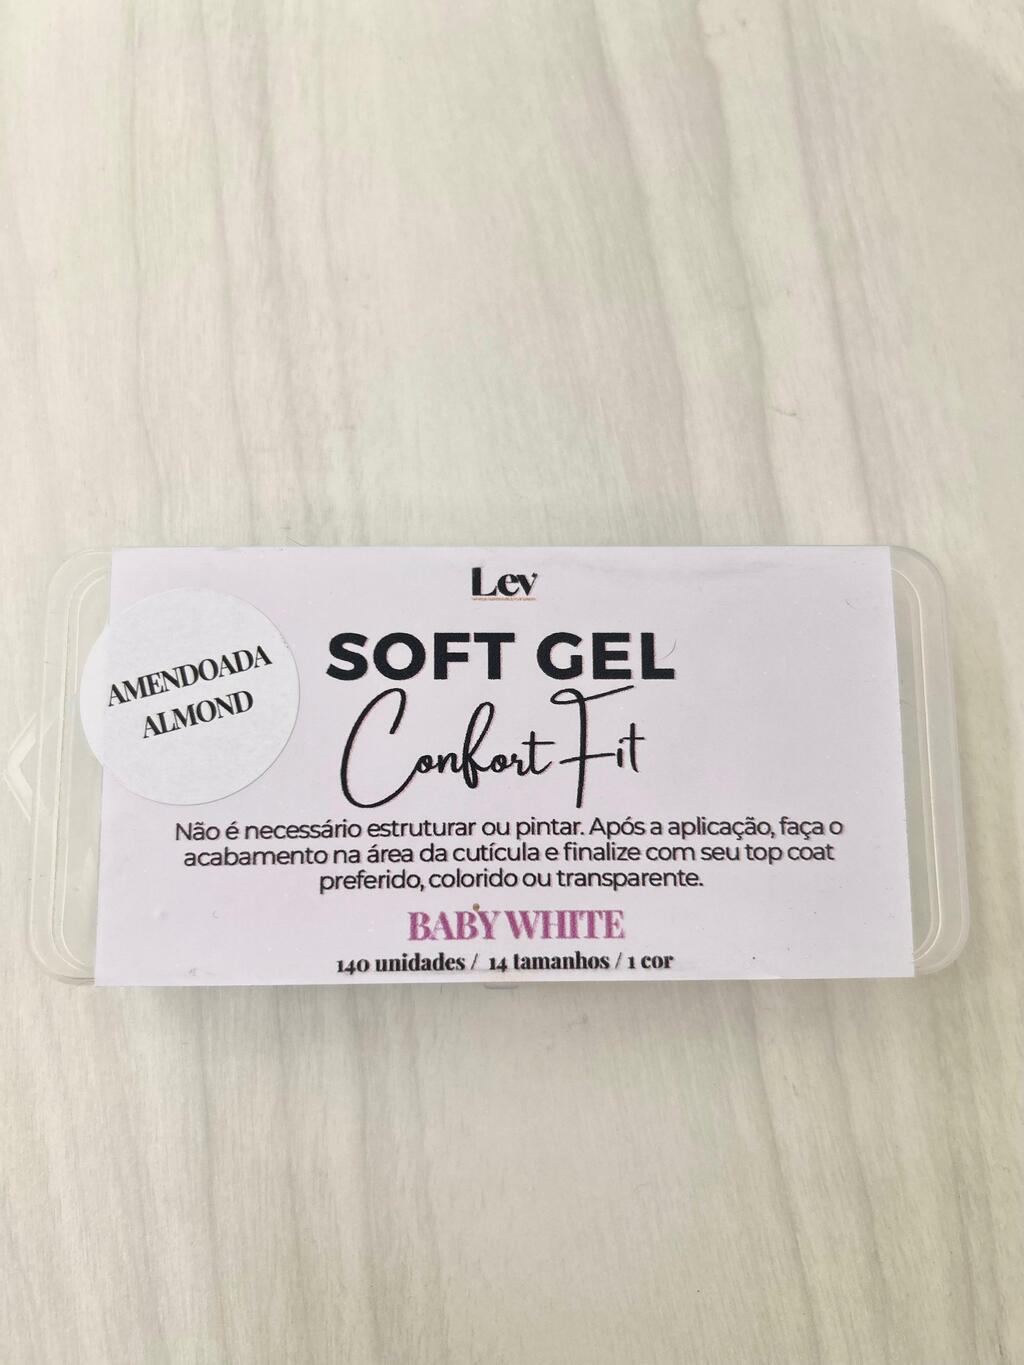 Lev
AMENDOADA
ALMOND
SOFT GEL
Confort Fit
Não é necessário estruturar ou pintar. Após a aplicação, faça o
acabamento na área da cutícula e finalize com seu top coat
preferido, colorido ou transparente.
BABY WHITE
140 unidades / 14 tamanhos / 1 cor